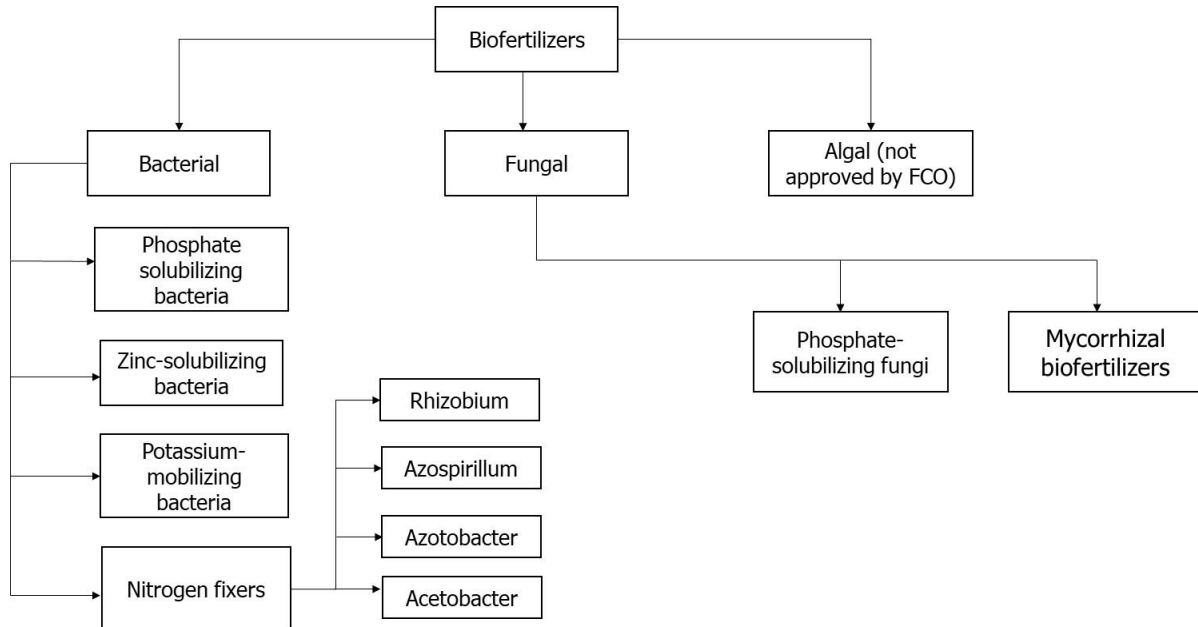 Biofertilizers
Bacterial
Fungal
Algal (not
approved by FCO)
Phosphate
solubilizing
bacteria
Zinc-solubilizing
bacteria
Potassium-
mobilizing
bacteria
Nitrogen fixers
Rhizobium
Azospirillum
Azotobacter
Acetobacter
Phosphate-
solubilizing fungi
Mycorrhizal
biofertilizers